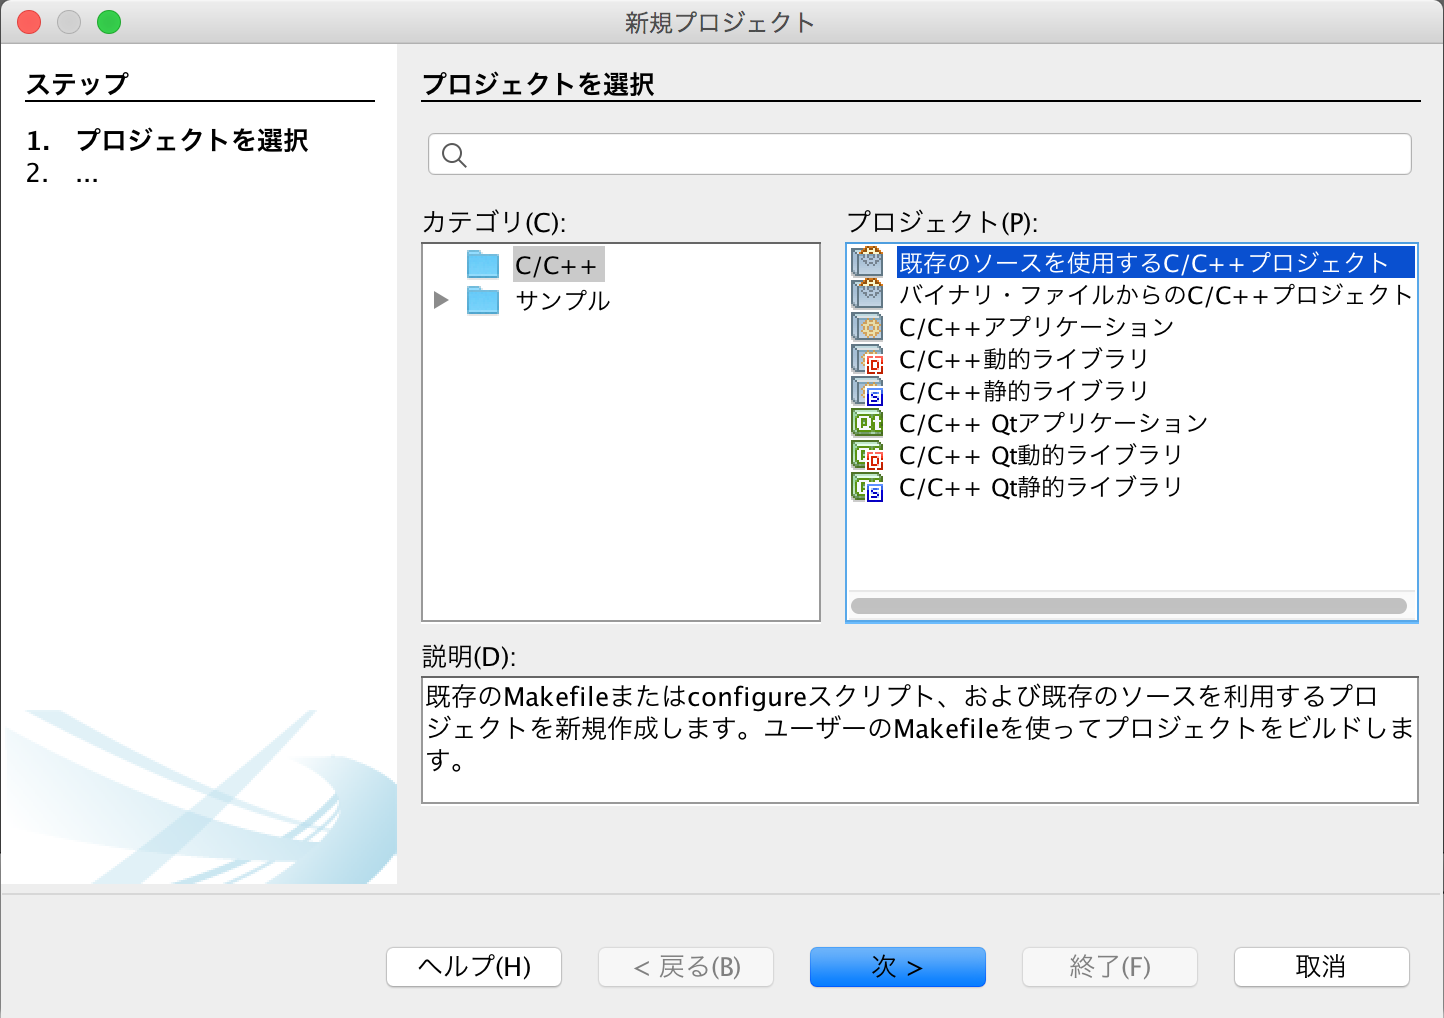 新規プロジェクト
ステップ
1. プロジェクトを選択
2. ...
プロジェクトを選択
カテゴリ(C):
C/C++
サンプル
プロジェクト(P):
既存のソースを使用するC/C++プロジェクト
バイナリ・ファイルからのC/C++プロジェクト
C/C++アプリケーション
C/C++動的ライブラリ
C/C++静的ライブラリ
C/C++ Qtアプリケーション
C/C++ Qt動的ライブラリ
C/C++ Qt静的ライブラリ
説明(D):
既存のMakefileまたはconfigureスクリプト、および既存のソースを利用するプロ
ジェクトを新規作成します。ユーザーのMakefileを使ってプロジェクトをビルドしま
す。
ヘルプ(H)
< 戻る(B)
次 >
終了(F)
取消